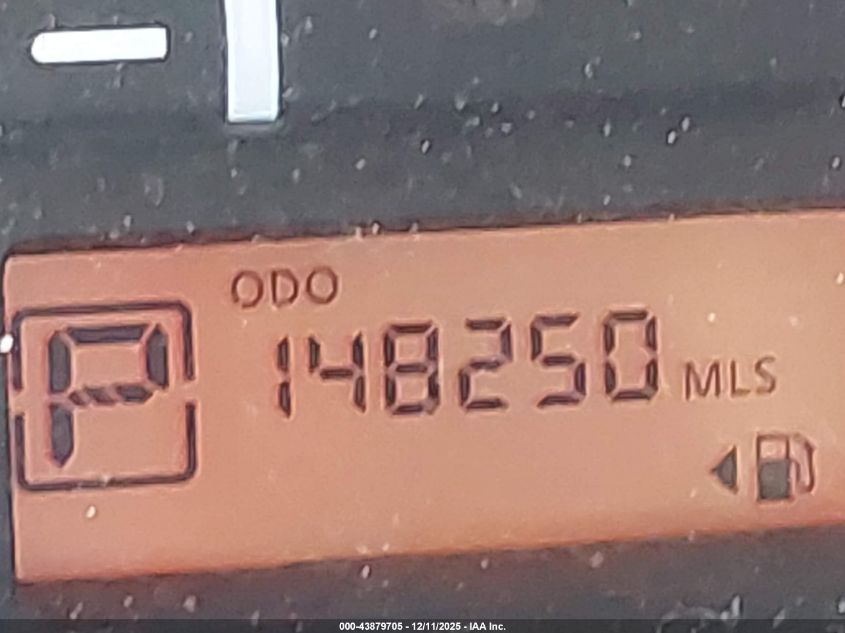 ODO
P 148250 MLS
000-43879705 - 12/11/2025 - IAA Inc.